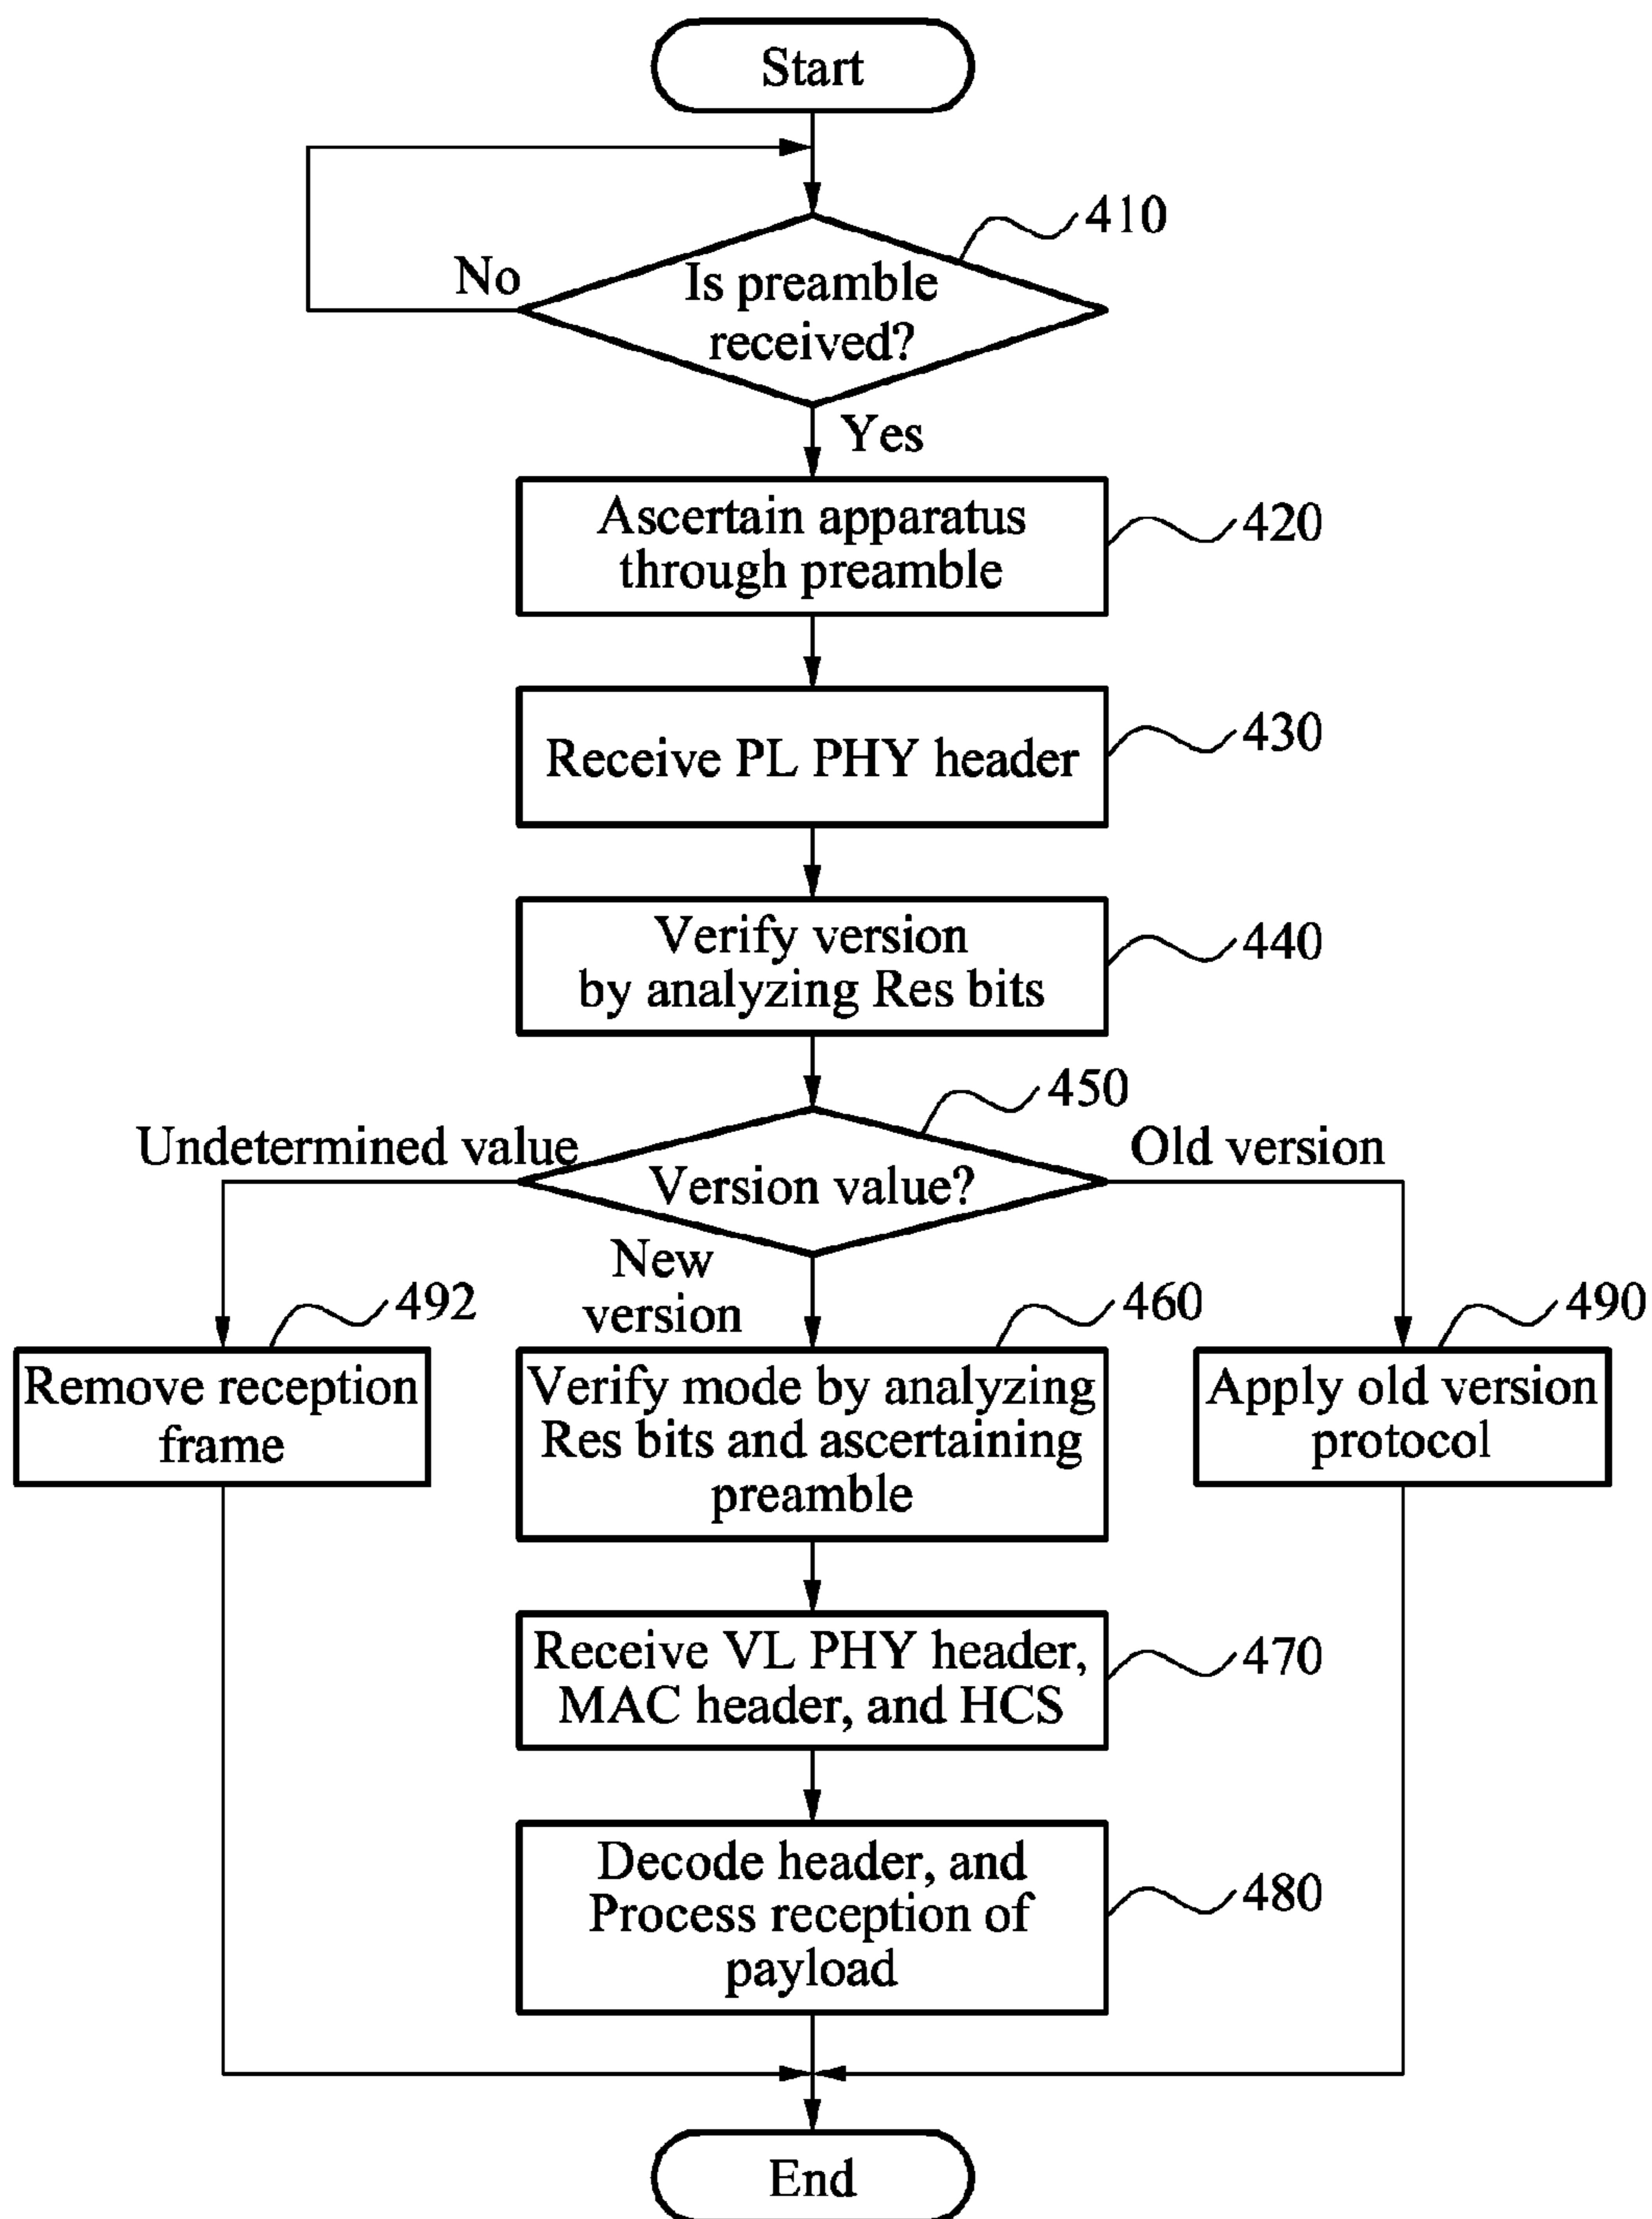 Start
410
No
Is preamble
received?
Yes
Ascertain apparatus
through preamble
420
Receive PL PHY header
430
Verify version
by analyzing Res bits
440
450
Undetermined value
Version value?
Old version
New
version
492
460
490
Remove reception
frame
Verify mode by analyzing
Res bits and ascertaining
preamble
Apply old version
protocol
Receive VL PHY header,
MAC header, and HCS
470
Decode header, and
Process reception of
payload
480
End